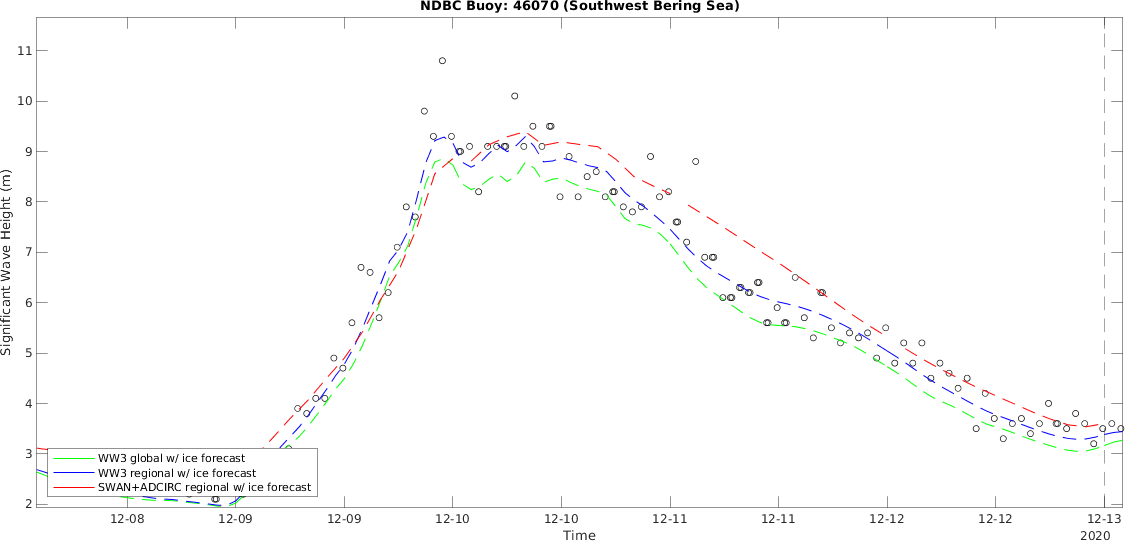 NDBC Buoy: 46070 (Southwest Bering Sea)
Significant Wave Height (m)
11
10
9
8
7
6
5
4
3
2
WW3 global w/ ice forecast
WW3 regional w/ ice forecast
SWAN+ADCIRC regional w/ ice forecast
12-08 12-09 12-09 12-10 12-10 12-11 12-11 12-12 12-12 12-13
Time
2020